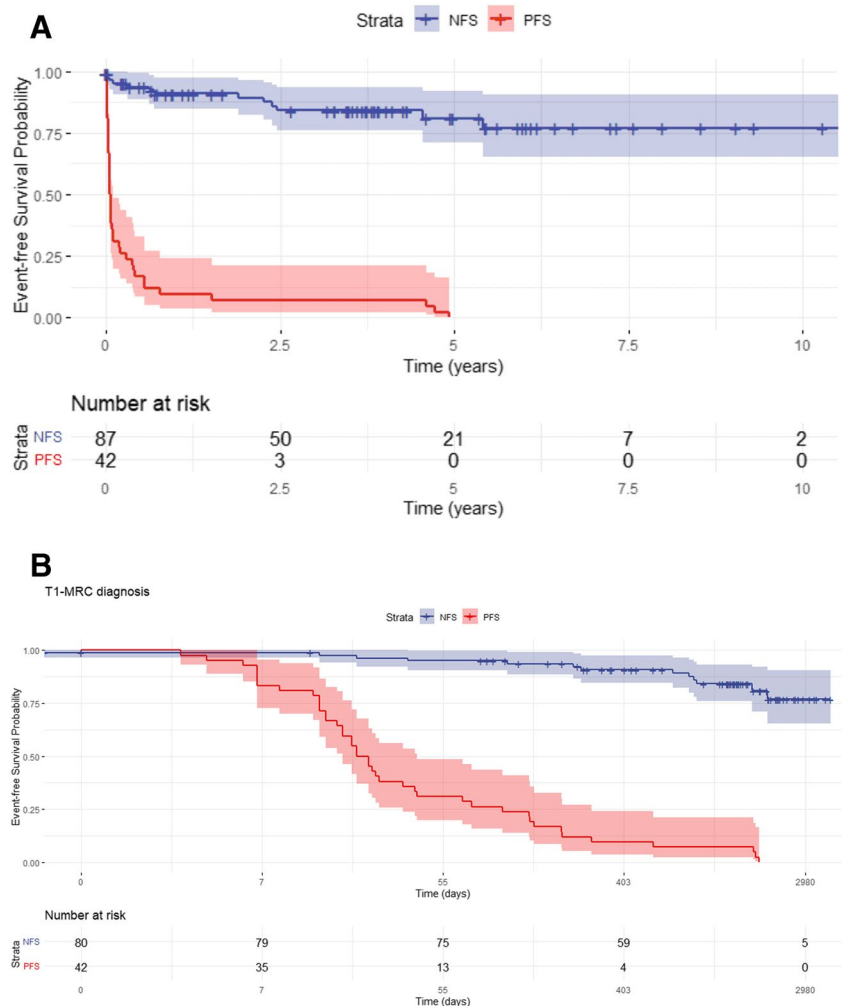 A
Strata NFS PFS
Event-free Survival Probability
1.00
0.75
0.50
0.25
0.00
0 2.5 5 7.5 10
Time (years)
Number at risk
Strata
NFS 87 50 21 7 2
PFS 42 3 0 0 0
0 2.5 5 7.5 10
Time (years)
B
T1-MRC diagnosis
Strata NFS PFS
Event-free Survival Probability
1.00
0.75
0.50
0.25
0.00
0 7 55 403 2980
Time (days)
Number at risk
Strata
NFS 80 79 75 59 5
PFS 42 35 13 4 0
0 7 55 403 2980
Time (days)